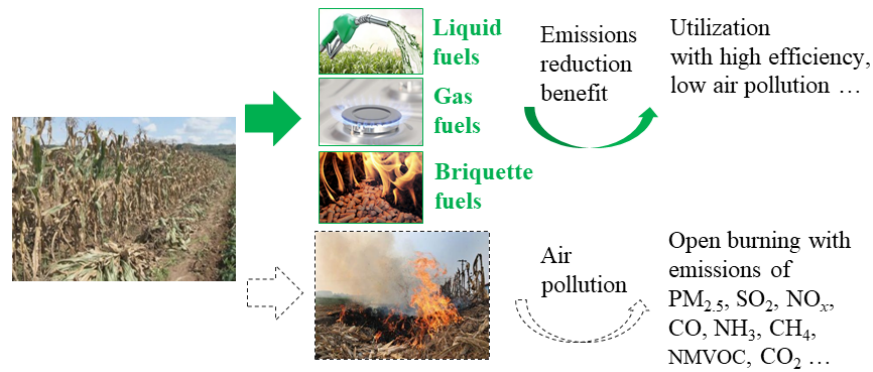 Liquid
fuels
Gas
fuels
Briquette
fuels
Emissions
reduction
benefit
Utilization
with high efficiency,
low air pollution …
Air
pollution
Open burning with
emissions of
PM₂.₅, SO₂, NOₓ,
CO, NH₃, CH₄,
NMVOC, CO₂ …